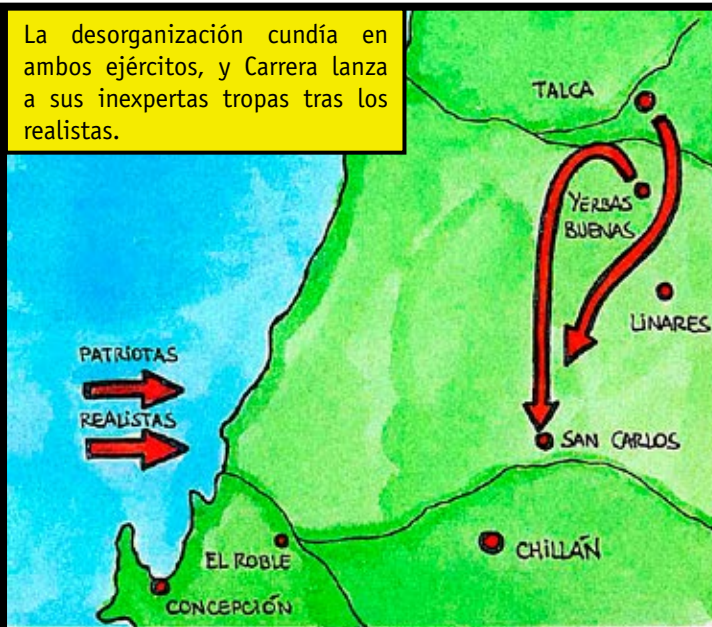 La desorganización cundía en
ambos ejércitos, y Carrera lanza
a sus inexpertas tropas tras los
realistas.
TALCA
YERBAS
BUENAS
LINARES
PATRIOTAS
REALISTAS
SAN CARLOS
EL ROBLE
CHILLÁN
CONCEPCIÓN